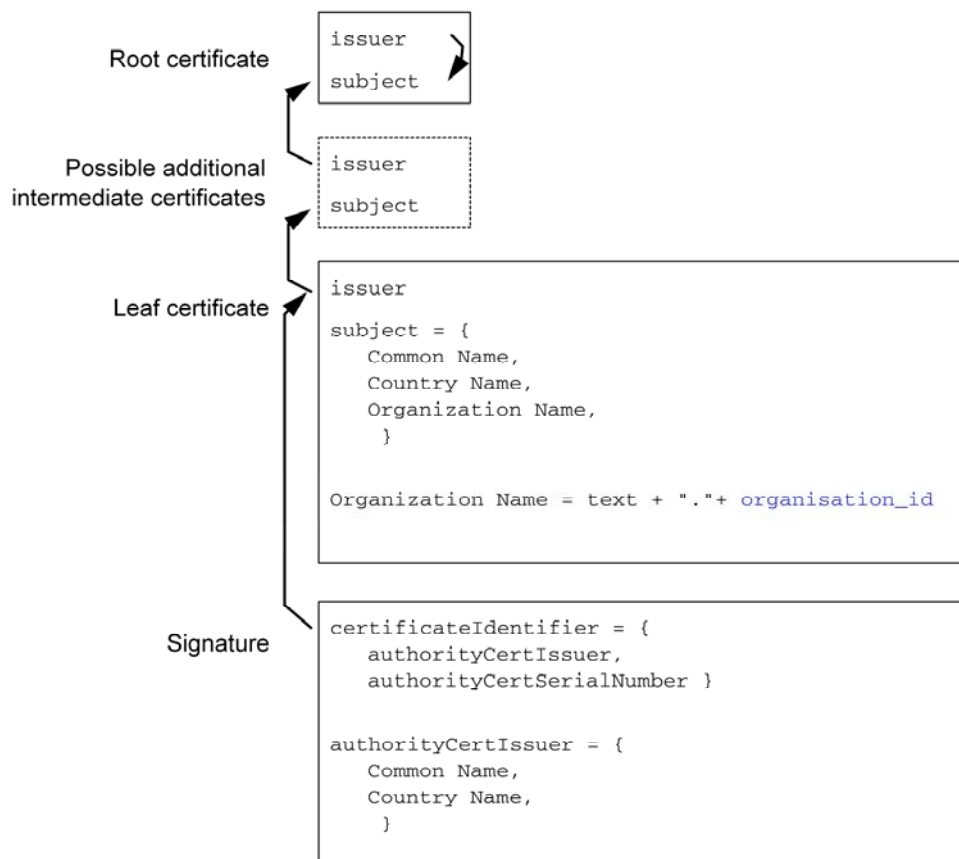 Root certificate
issuer
subject
Possible additional
intermediate certificates
issuer
subject
Leaf certificate
issuer
subject = {
Common Name,
Country Name,
Organization Name,
}
Organization Name = text + "."+ organisation_id
Signature
certificateIdentifier = {
authorityCertIssuer,
authorityCertSerialNumber }
authorityCertIssuer = {
Common Name,
Country Name,
}